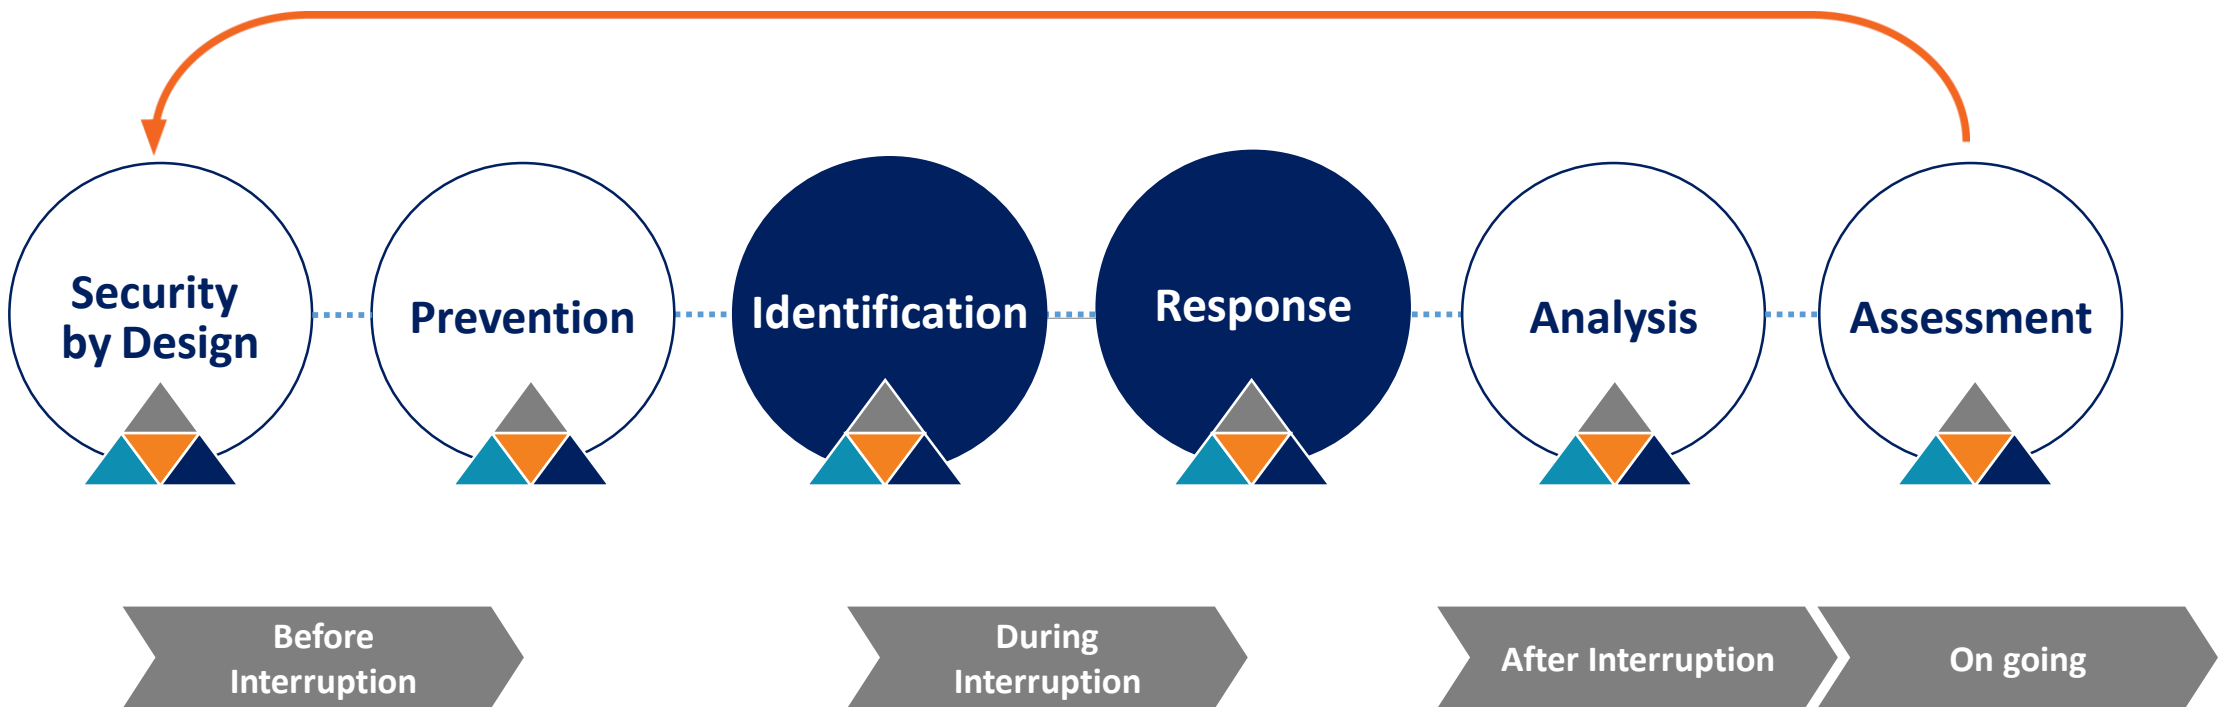 Security
by Design
Prevention
Identification
Response
Analysis
Assessment
Before
Interruption
During
Interruption
After Interruption
On going